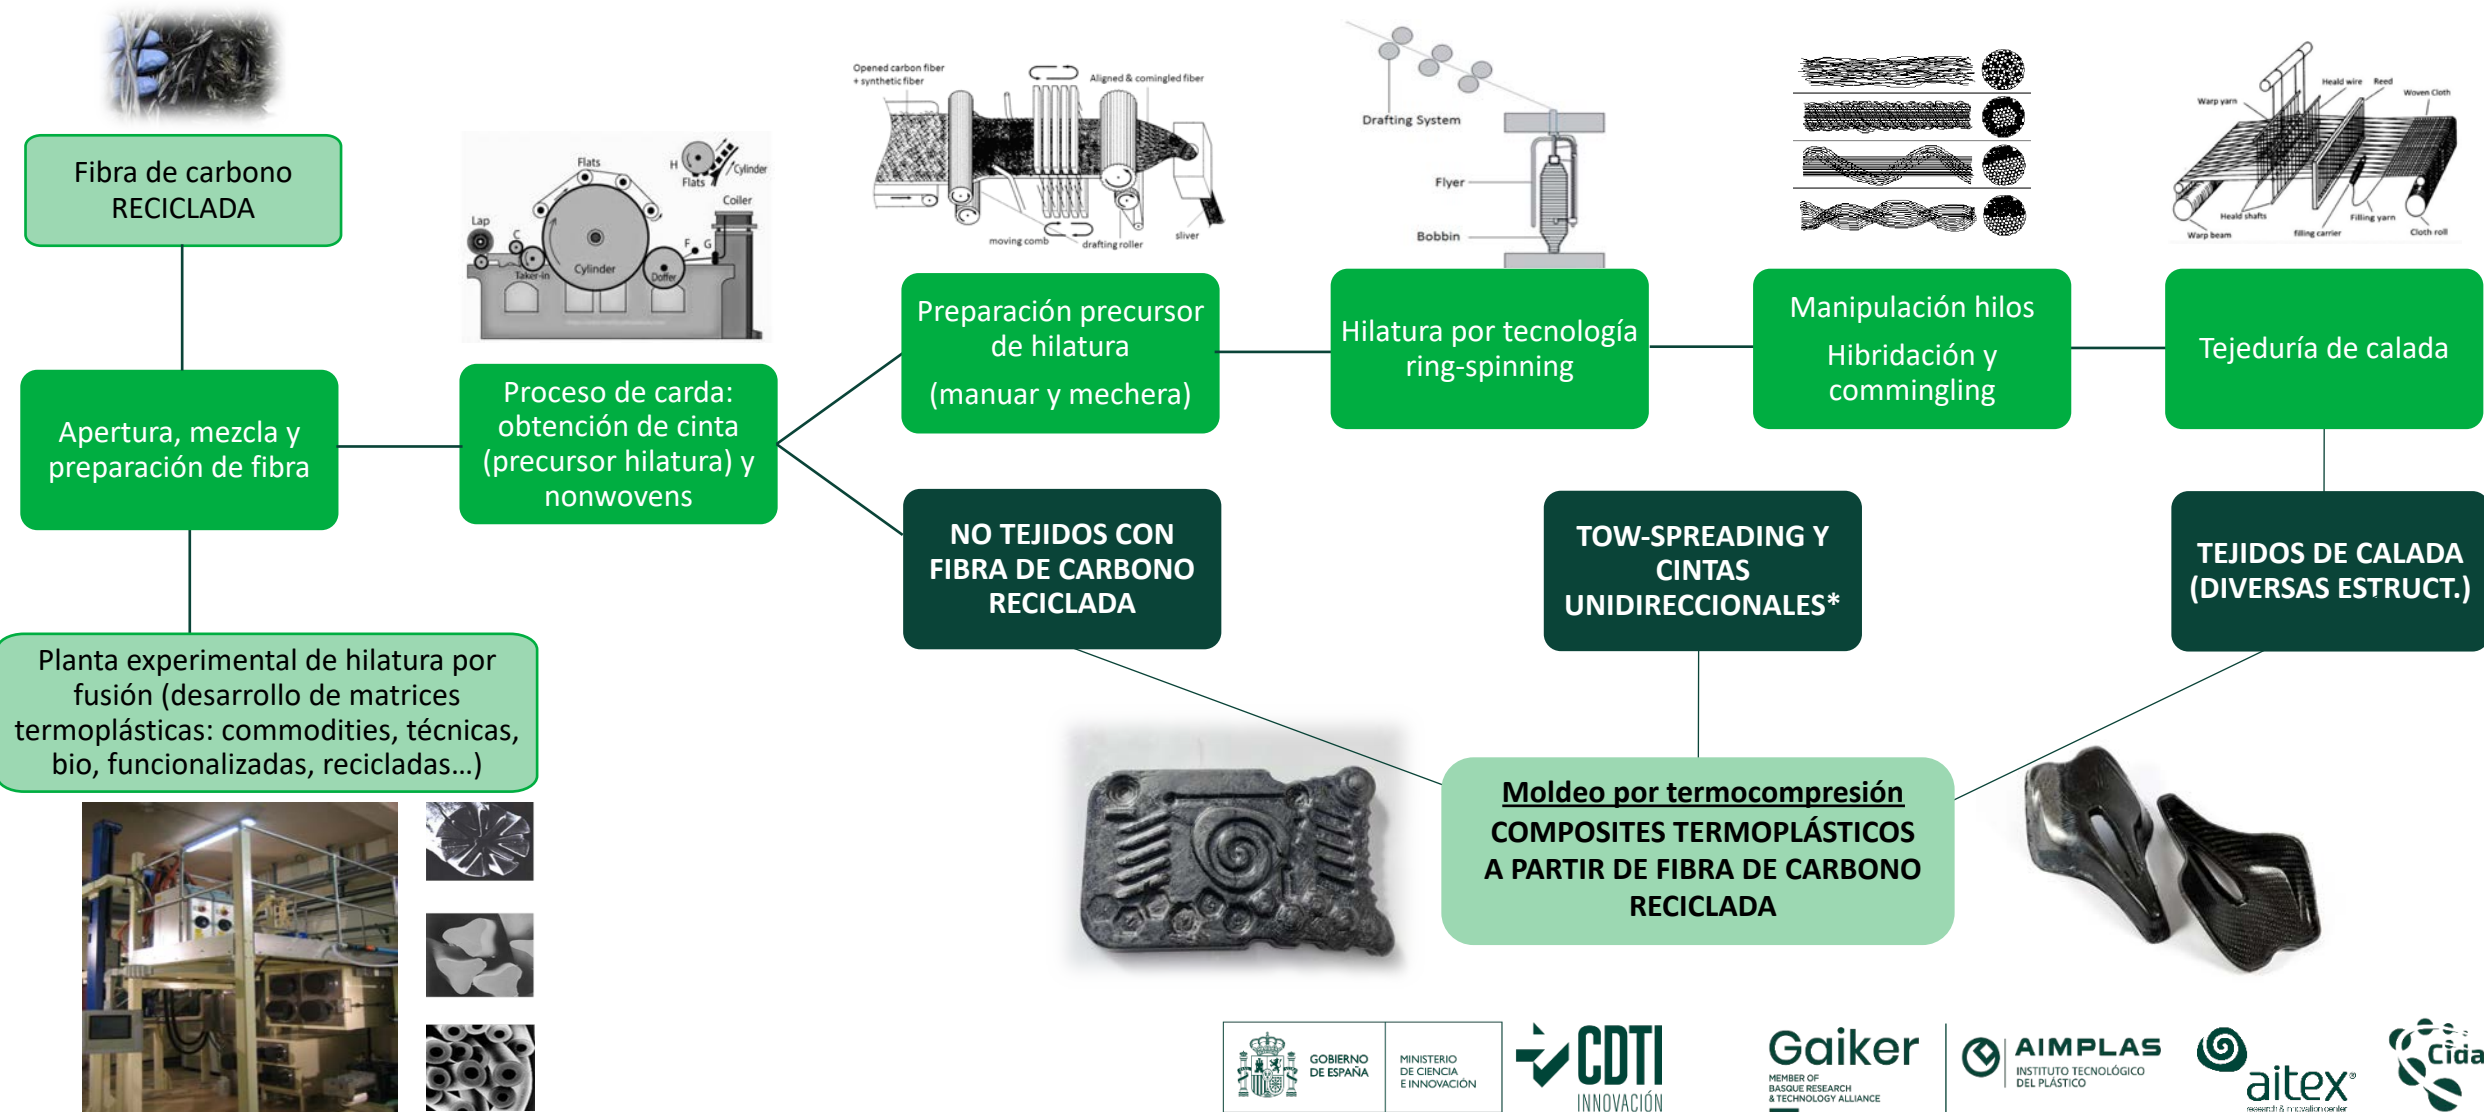 Fibra de carbono
RECICLADA
Apertura, mezcla y
preparación de fibra
Planta experimental de hilatura por
fusión (desarrollo de matrices
termoplásticas: commodities, técnicas,
bio, funcionalizadas, recicladas...)
Flats
H
Cylinder
Flats
Coiler
Lap
C
F
G
Taker-in
Cylinder
Doffer
Proceso de carda:
obtención de cinta
(precursor hilatura) y
nonwovens
Opened carbon fiber
+ synthetic fiber
Aligned & comingled fiber
moving comb
drafting roller
sliver
Preparación precursor
de hilatura
(manuar y mechera)
Drafting System
Flyer
Bobbin
Hilatura por tecnología
ring-spinning
Manipulación hilos
Hibridación y
commingling
Heald wire
Reed
Warp yarn
Woven Cloth
Heald shafts
Filling yarn
Warp beam
filling carrier
Cloth roll
Tejeduría de calada
NO TEJIDOS CON
FIBRA DE CARBONO
RECICLADA
TOW-SPREADING Y
CINTAS
UNIDIRECCIONALES*
TEJIDOS DE CALADA
(DIVERSAS ESTRUCT.)
Moldeo por termocompresión
COMPOSITES TERMOPLÁSTICOS
A PARTIR DE FIBRA DE CARBONO
RECICLADA
GOBIERNO
DE ESPAÑA
MINISTERIO
DE CIENCIA
E INNOVACIÓN
CDTI
INNOVACIÓN
Gaiker
MEMBER OF
BASQUE RESEARCH
& TECHNOLOGY ALLIANCE
AIMPLAS
INSTITUTO TECNOLÓGICO
DEL PLÁSTICO
aitex®
research & innovation center
Cida